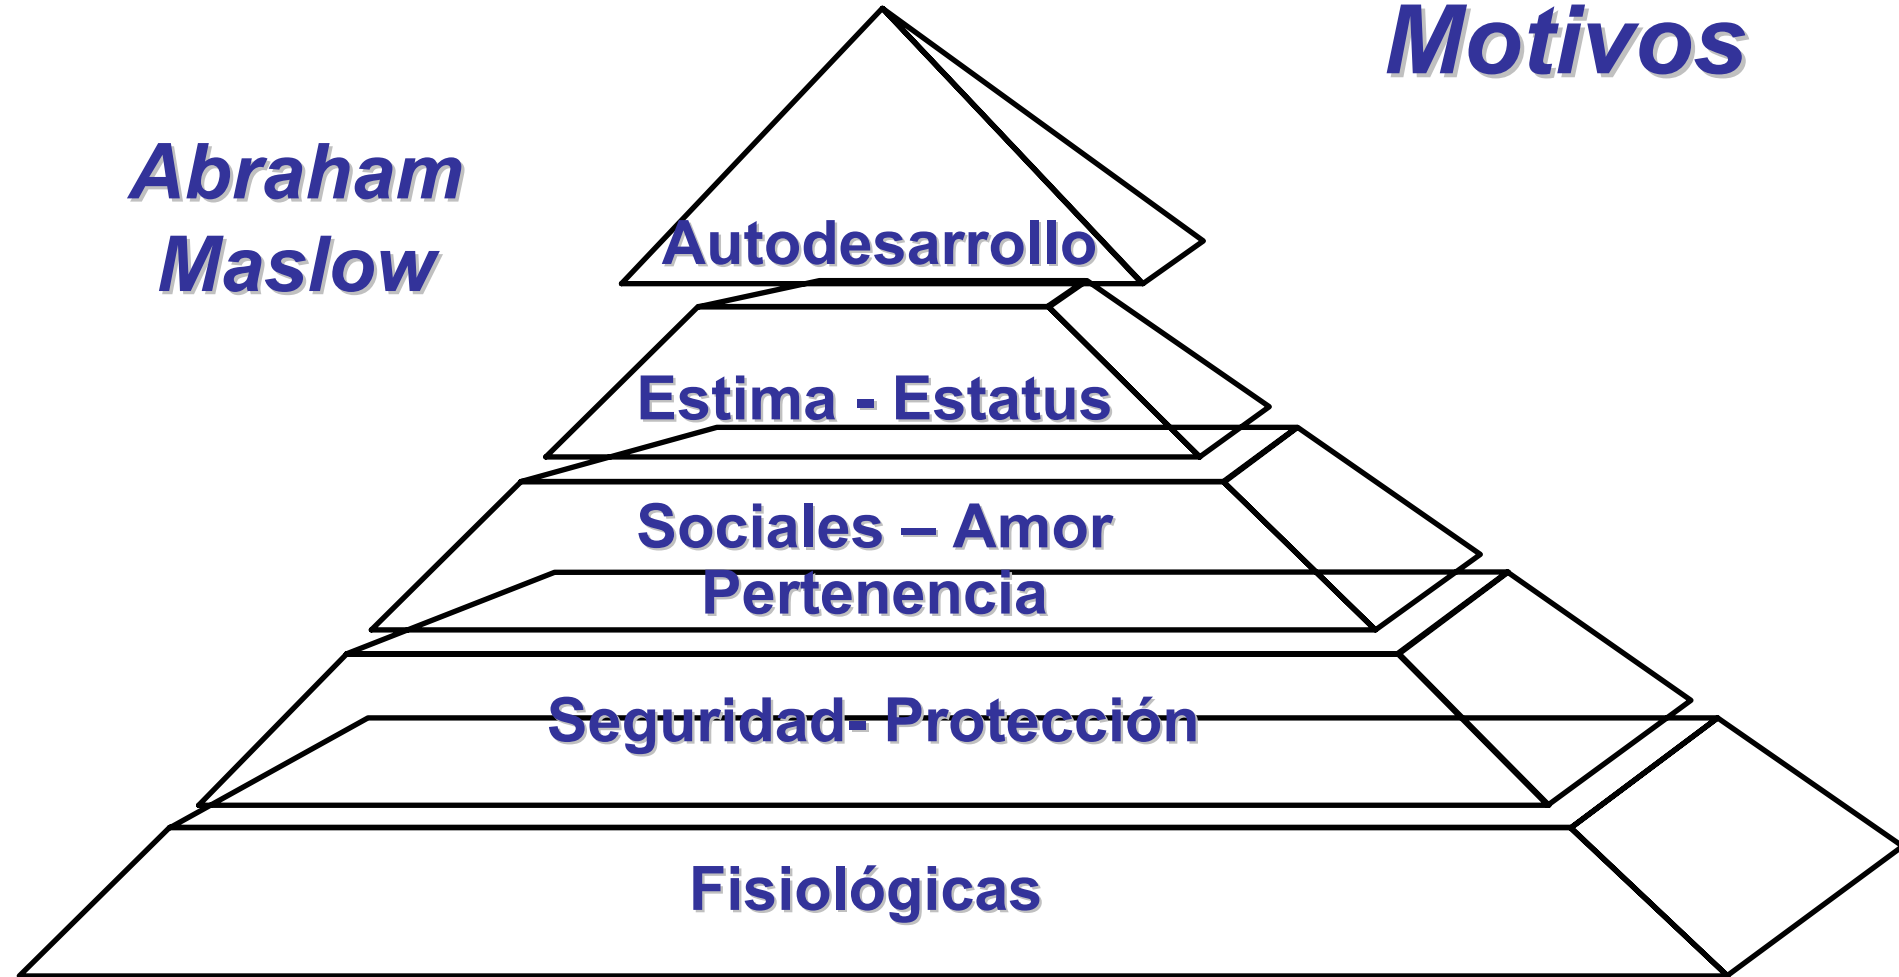 Motivos
Abraham
Maslow
Autodesarrollo
Estima - Estatus
Sociales – Amor
Pertenencia
Seguridad- Protección
Fisiológicas